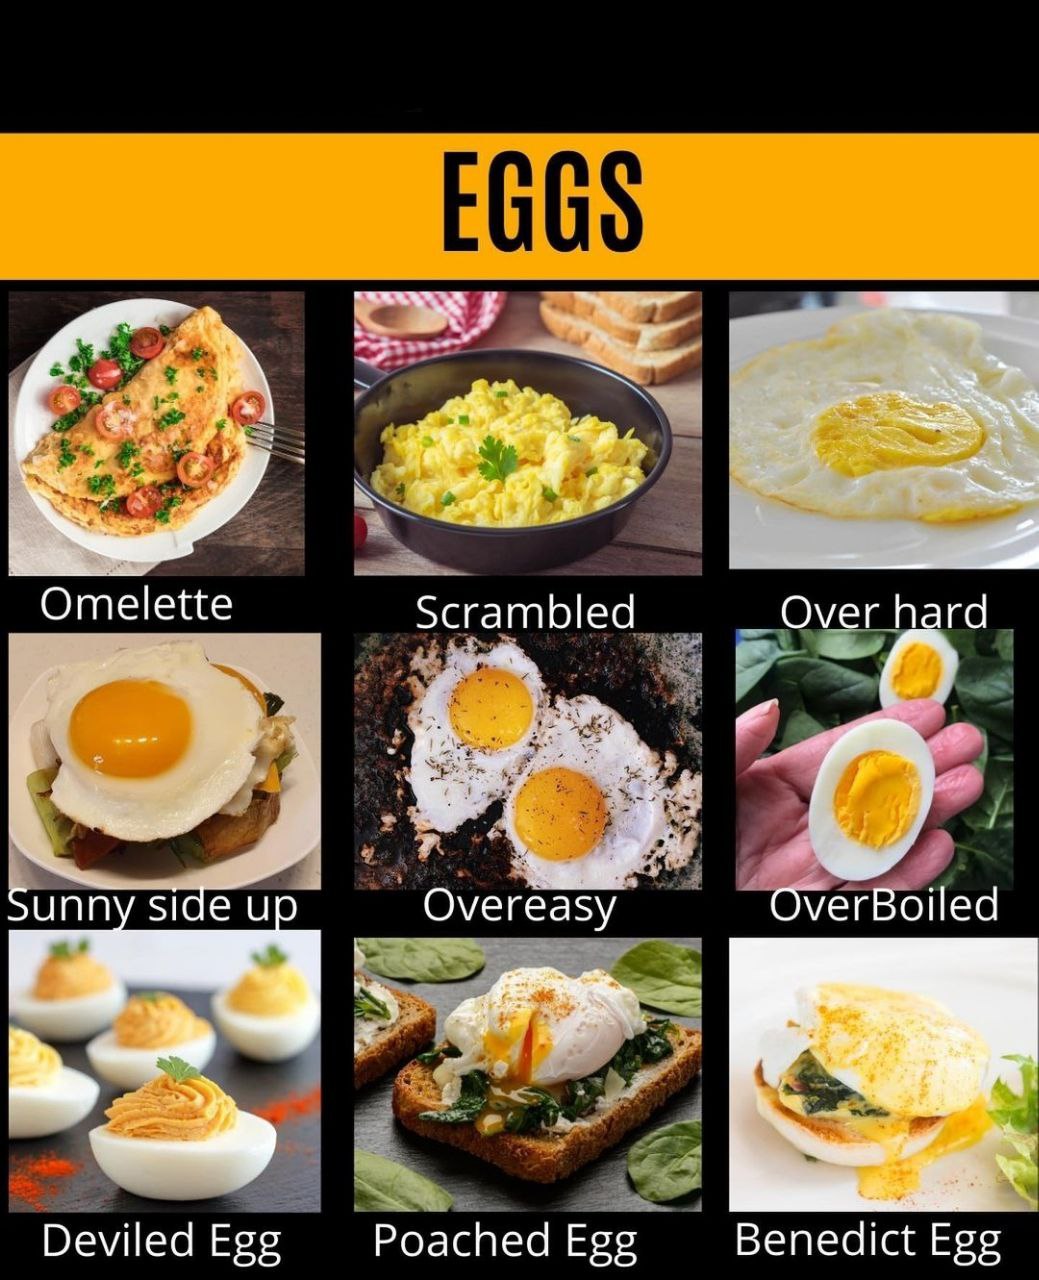 EGGS
Omelette
Scrambled
Over hard
Sunny side up
Overeasy
OverBoiled
Deviled Egg
Poached Egg
Benedict Egg